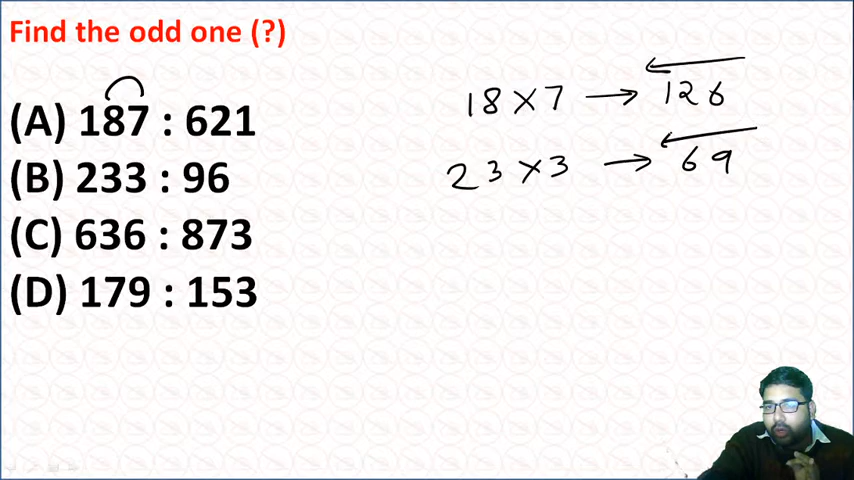 Find the odd one (?)
(A) 187 : 621
(B) 233 : 96
(C) 636 : 873
(D) 179 : 153
18 × 7 → 126
23 × 3 → 69